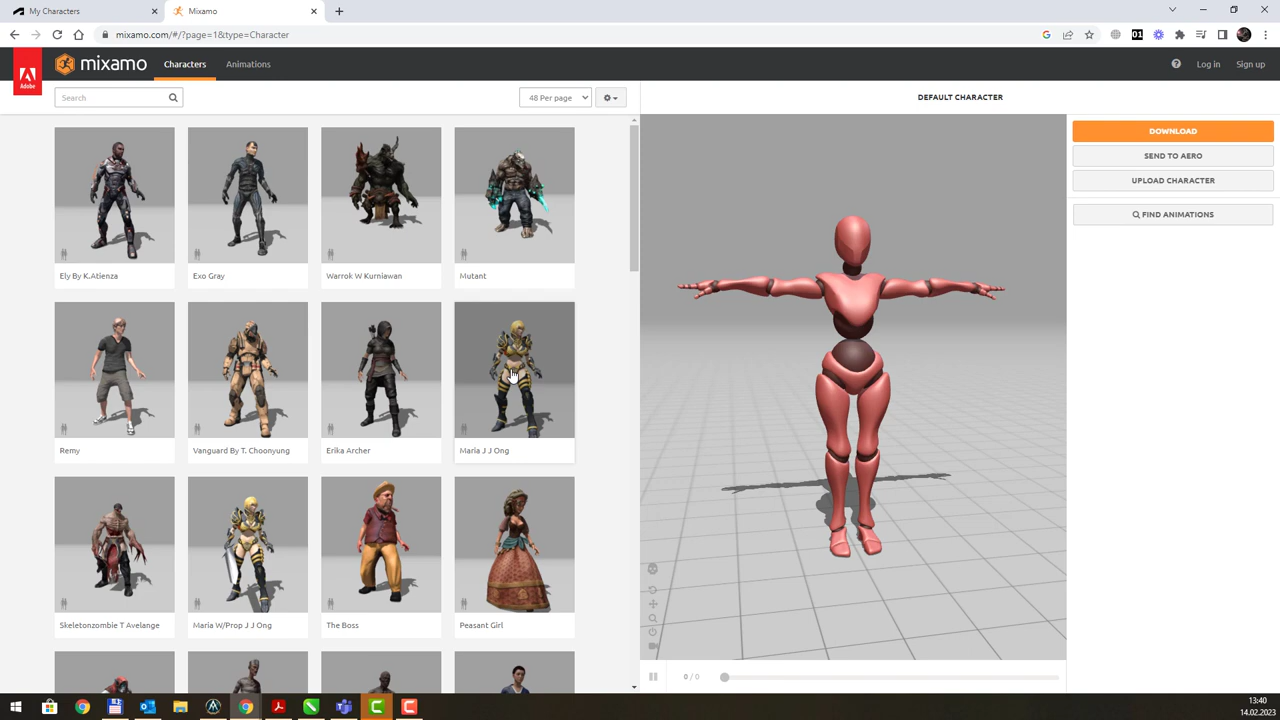 My Characters
Mixamo
mixamo.com/#/?page=1&type=Character
01
Adobe
mixamo
Characters
Animations
Log in
Sign up
Search
48 Per page
DEFAULT CHARACTER
DOWNLOAD
SEND TO AERO
UPLOAD CHARACTER
FIND ANIMATIONS
Ely By K.Atienza
Exo Gray
Warrok W Kurniawan
Mutant
Remy
Vanguard By T. Choonyung
Erika Archer
Maria J J Ong
Skeletonzombie T Avelange
Maria W/Prop J J Ong
The Boss
Peasant Girl
0 / 0
13:40
14.02.2023